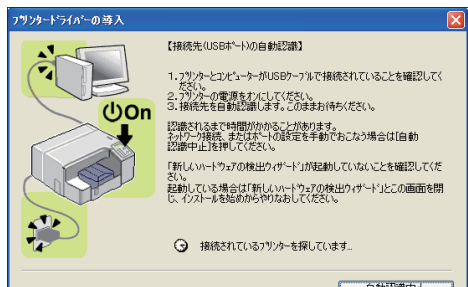 プリンタードライバーの導入
【接続先(USBポート)の自動認識】
1.プリンターとコンピューターがUSBケーブルで接続されていることを確認してく
ださい。
2.プリンターの電源をオンにしてください。
3.接続先を自動認識します。このままお待ちください。
認識されるまで時間がかかることがあります。
ネットワーク接続、またはポートの設定を手動でおこなう場合は[自動
認識中止]を押してください。
「新しいハードウェアの検出ウィザード」が起動していないことを確認してくだ
さい。
起動している場合は「新しいハードウェアの検出ウィザード」とこの画面を閉
じ、インストールを始めからやりなおしてください。
On
接続されているプリンターを探しています...
自動認識中止